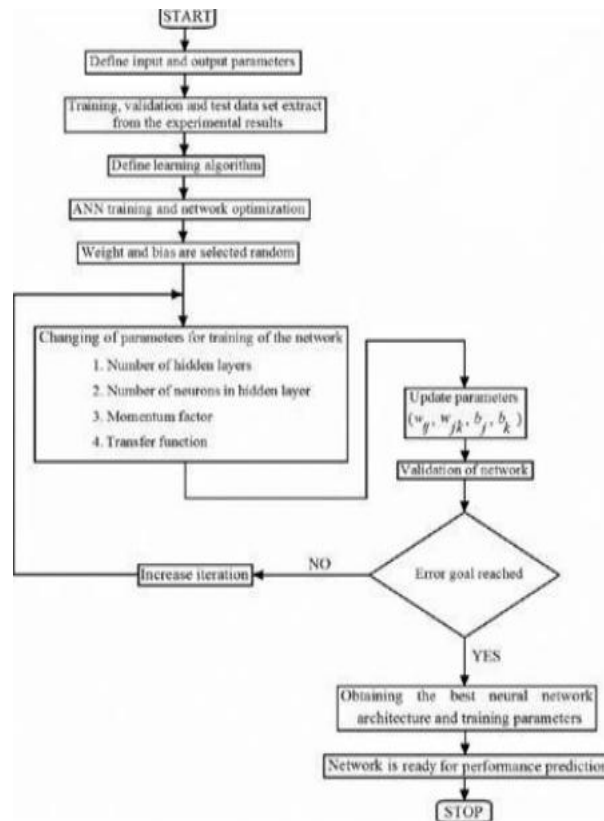 START
Define input and output parameters
Training, validation and test data set extract
from the experimental results
Define learning algorithm
ANN training and network optimization
Weight and bias are selected random
Changing of parameters for training of the network
1. Number of hidden layers
2. Number of neurons in hidden layer
3. Momentum factor
4. Transfer function
Update parameters
(w_ij, w_jk, b_j, b_k)
Validation of network
Error goal reached
NO
Increase iteration
YES
Obtaining the best neural network
architecture and training parameters
Network is ready for performance prediction
STOP